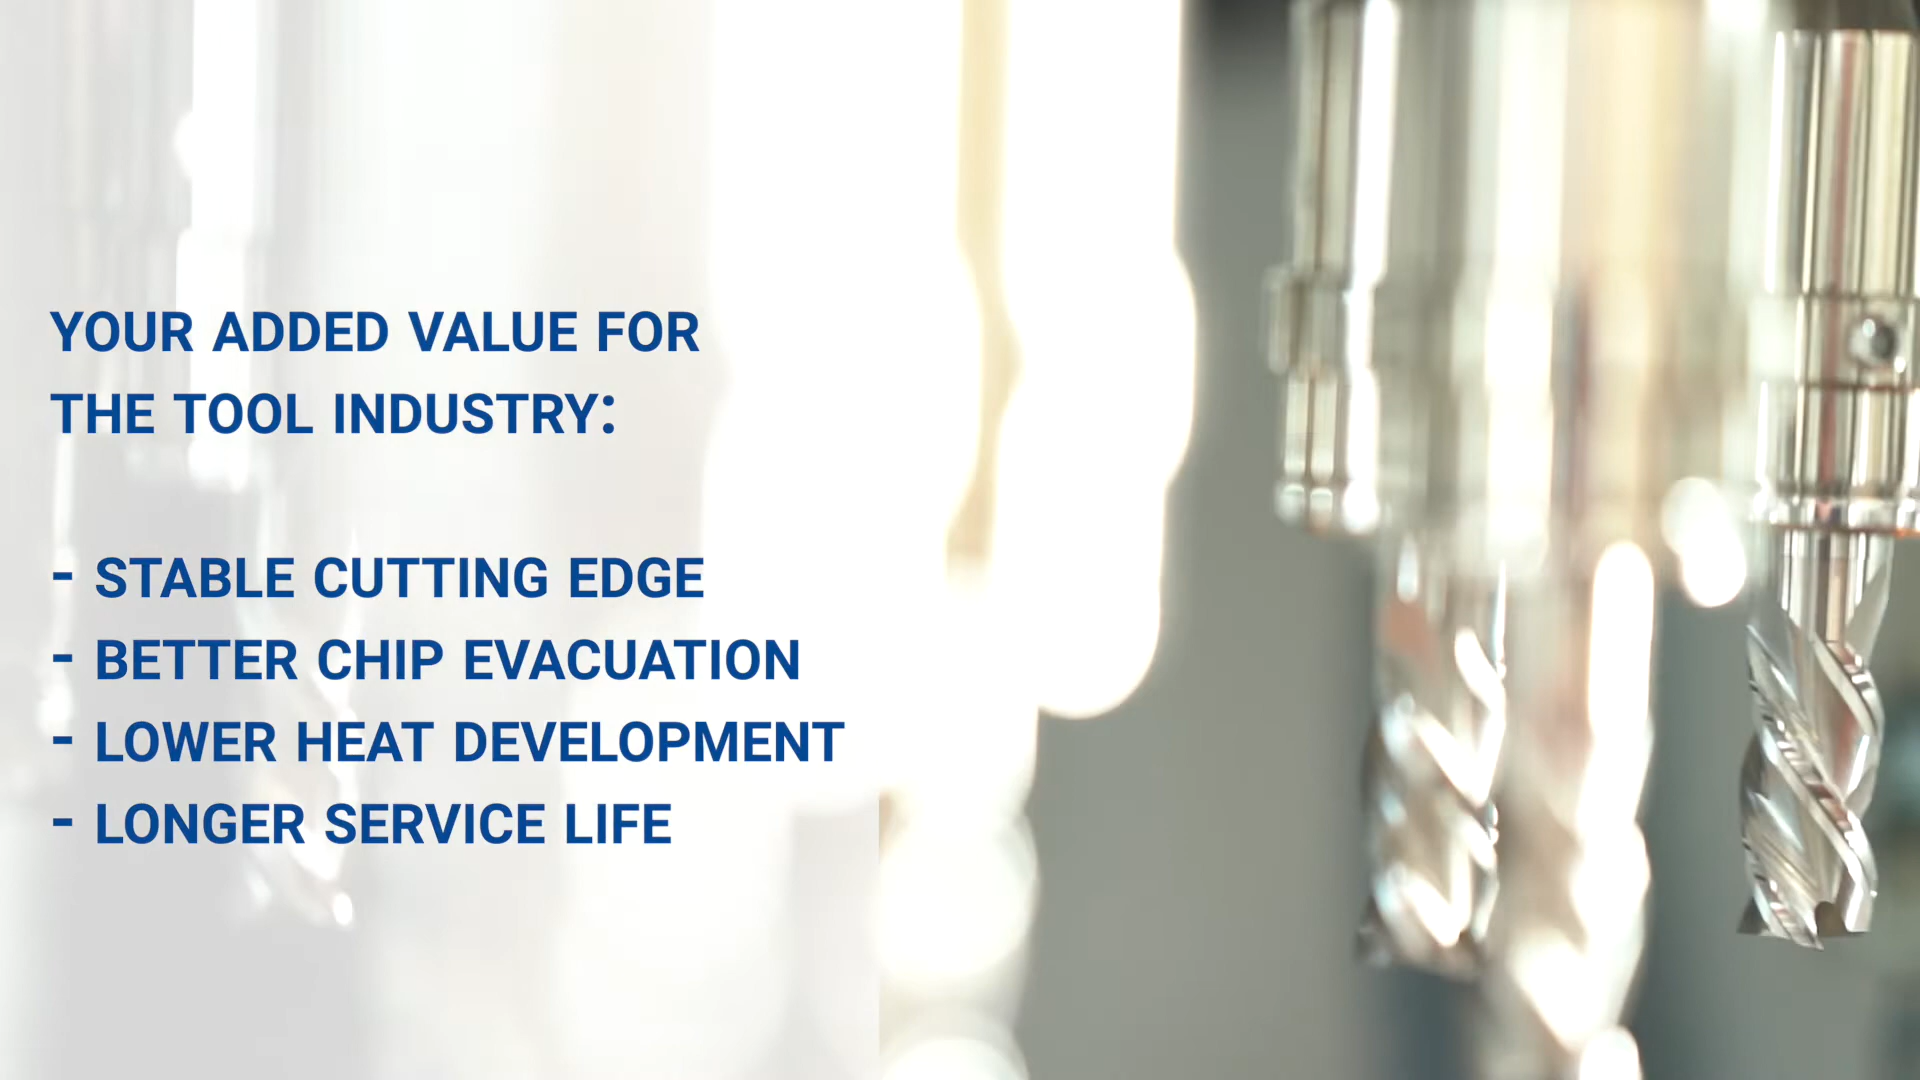 YOUR ADDED VALUE FOR
THE TOOL INDUSTRY:
- STABLE CUTTING EDGE
- BETTER CHIP EVACUATION
- LOWER HEAT DEVELOPMENT
- LONGER SERVICE LIFE